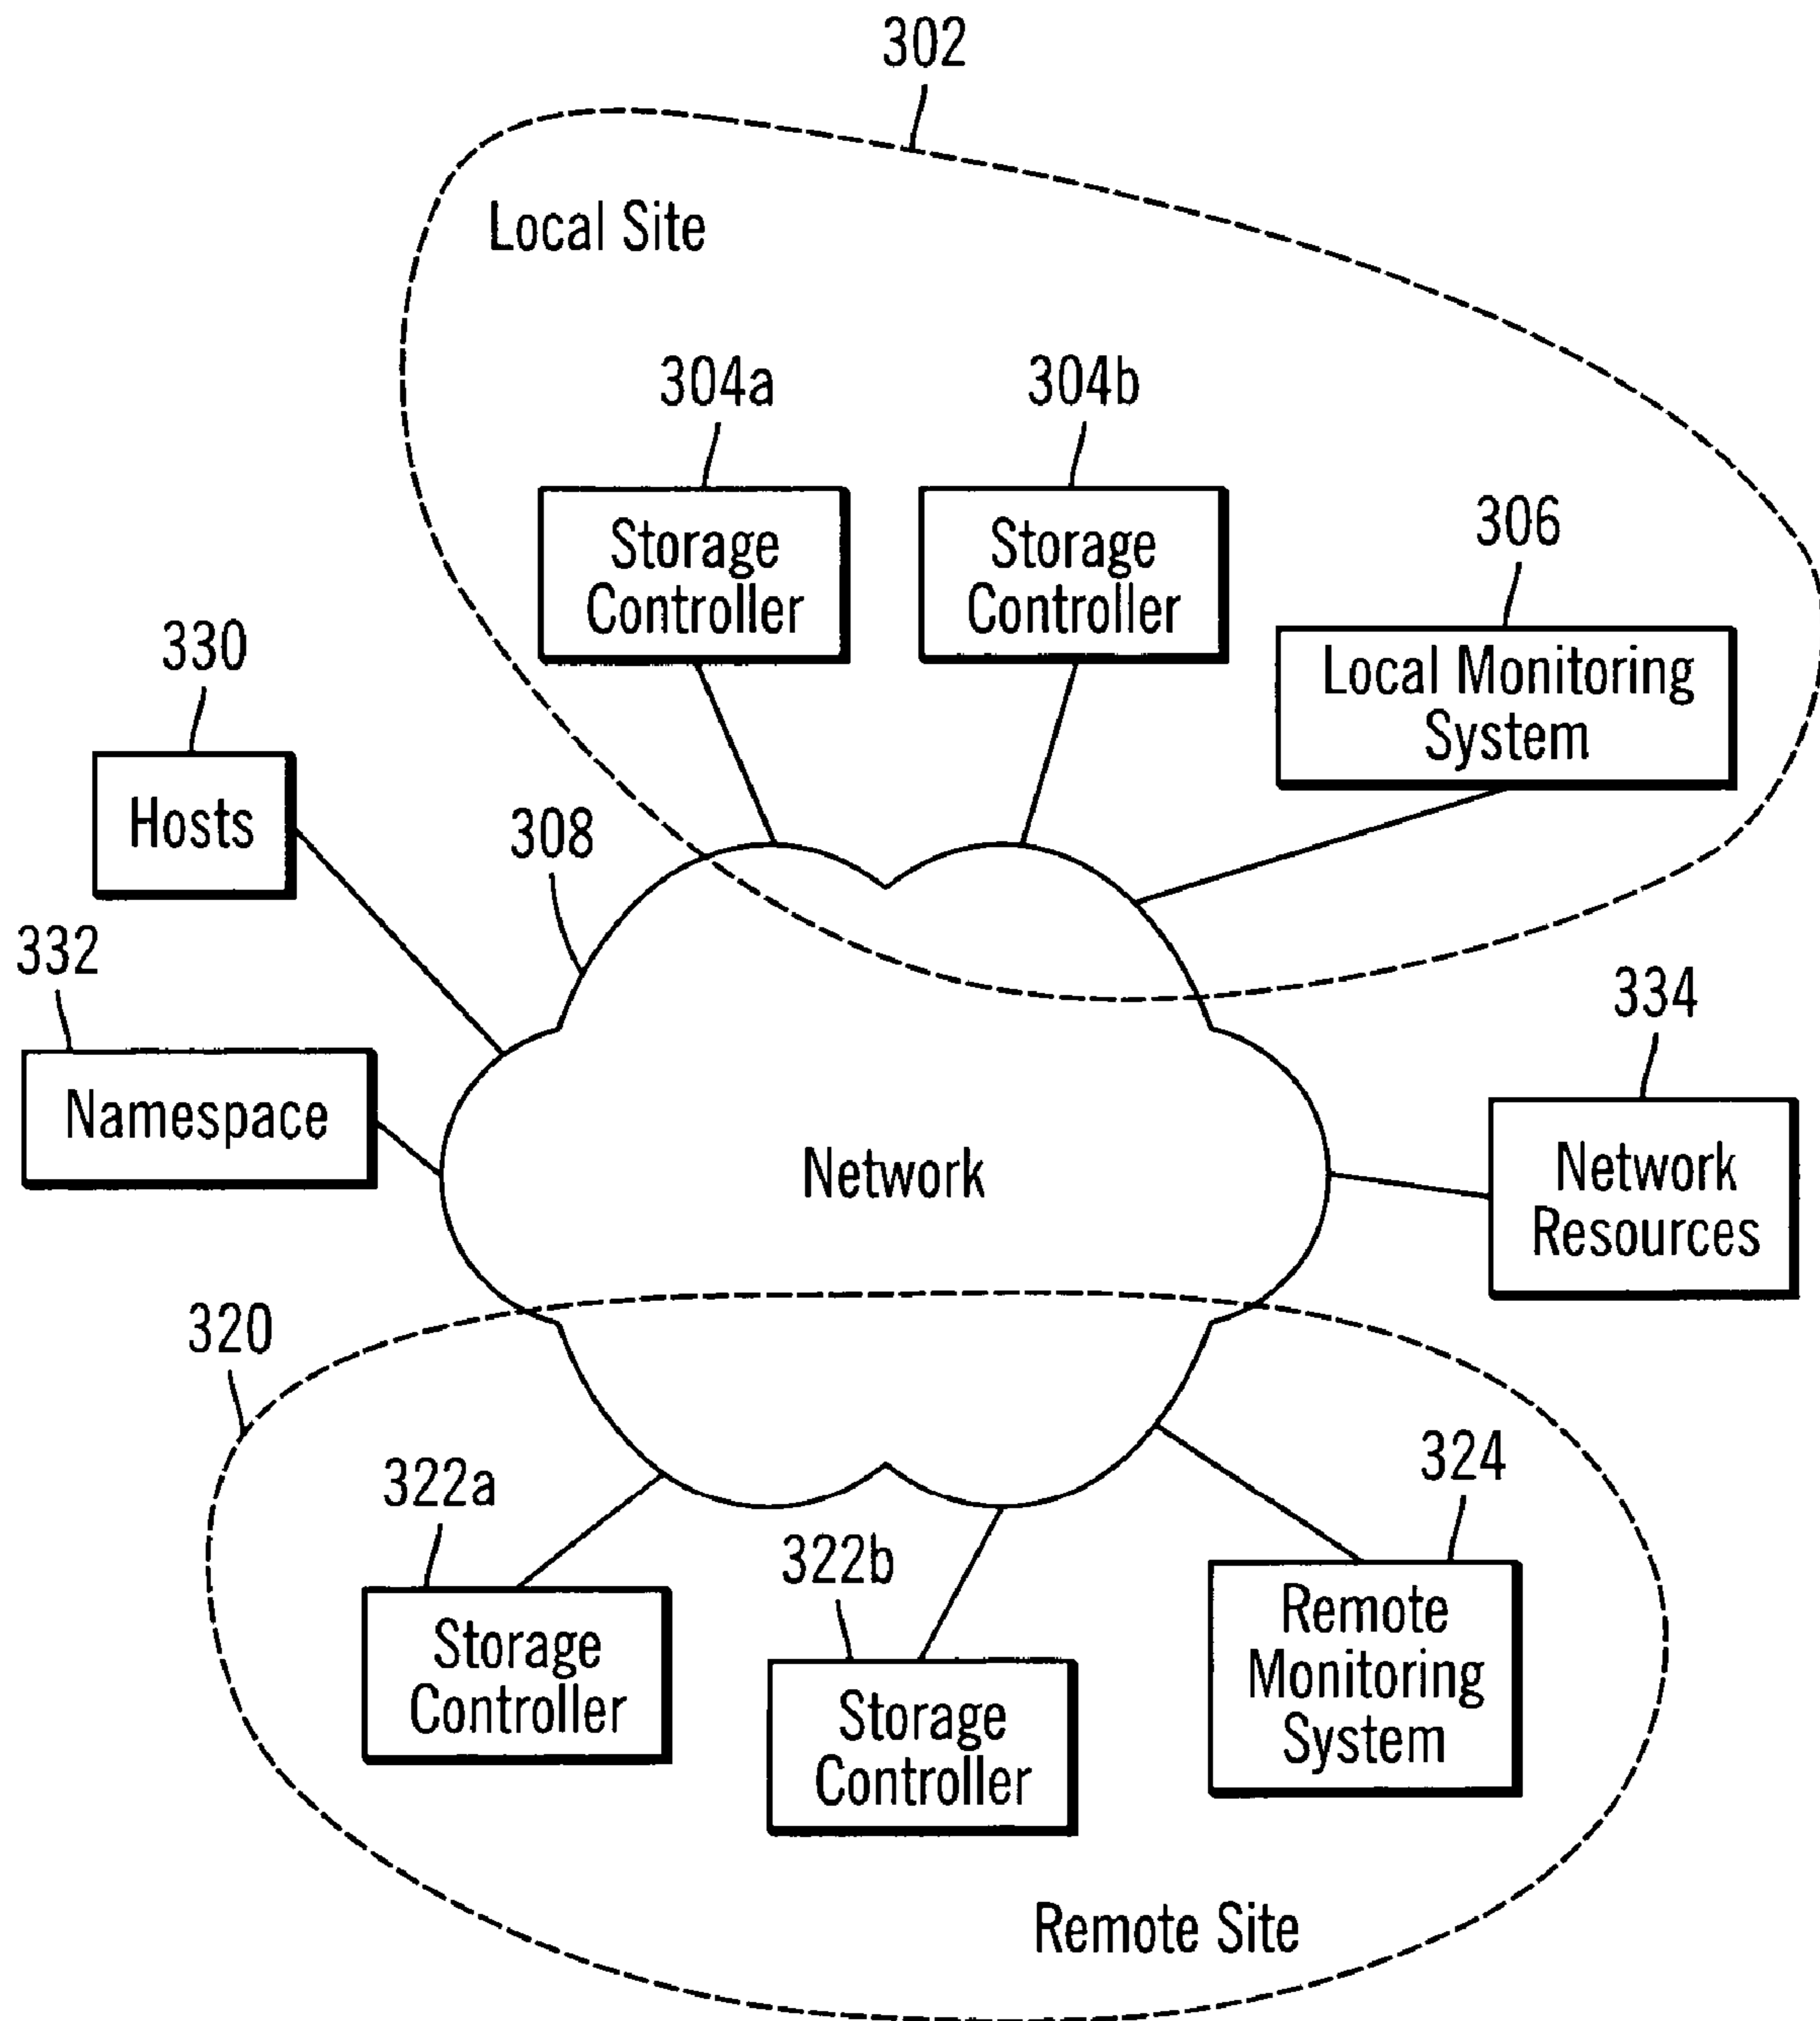 302
Local Site
304a
304b
Storage
Controller
Storage
Controller
306
Local Monitoring
System
330
Hosts
308
332
Namespace
Network
334
Network
Resources
320
322a
Storage
Controller
322b
Storage
Controller
324
Remote
Monitoring
System
Remote Site